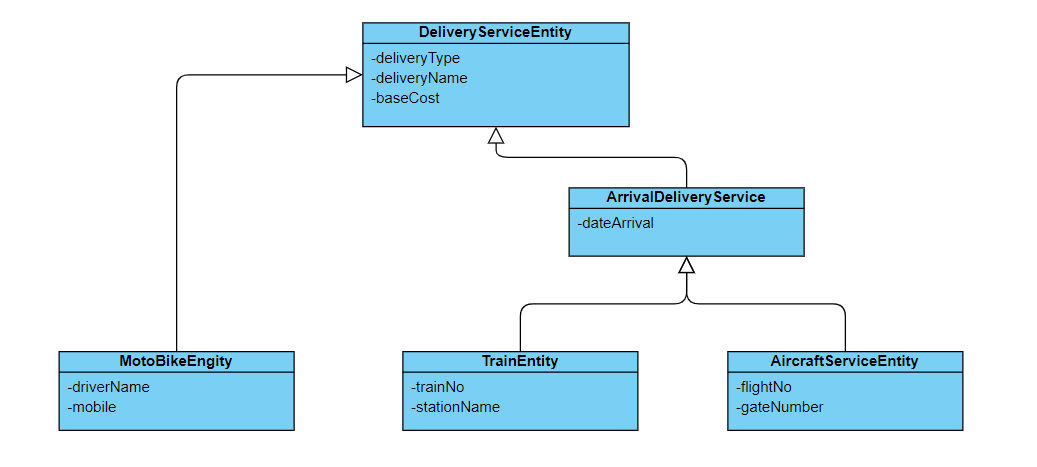 DeliveryServiceEntity
-deliveryType
-deliveryName
-baseCost
ArrivalDeliveryService
-dateArrival
MotoBikeEngity
-driverName
-mobile
TrainEntity
-trainNo
-stationName
AircraftServiceEntity
-flightNo
-gateNumber